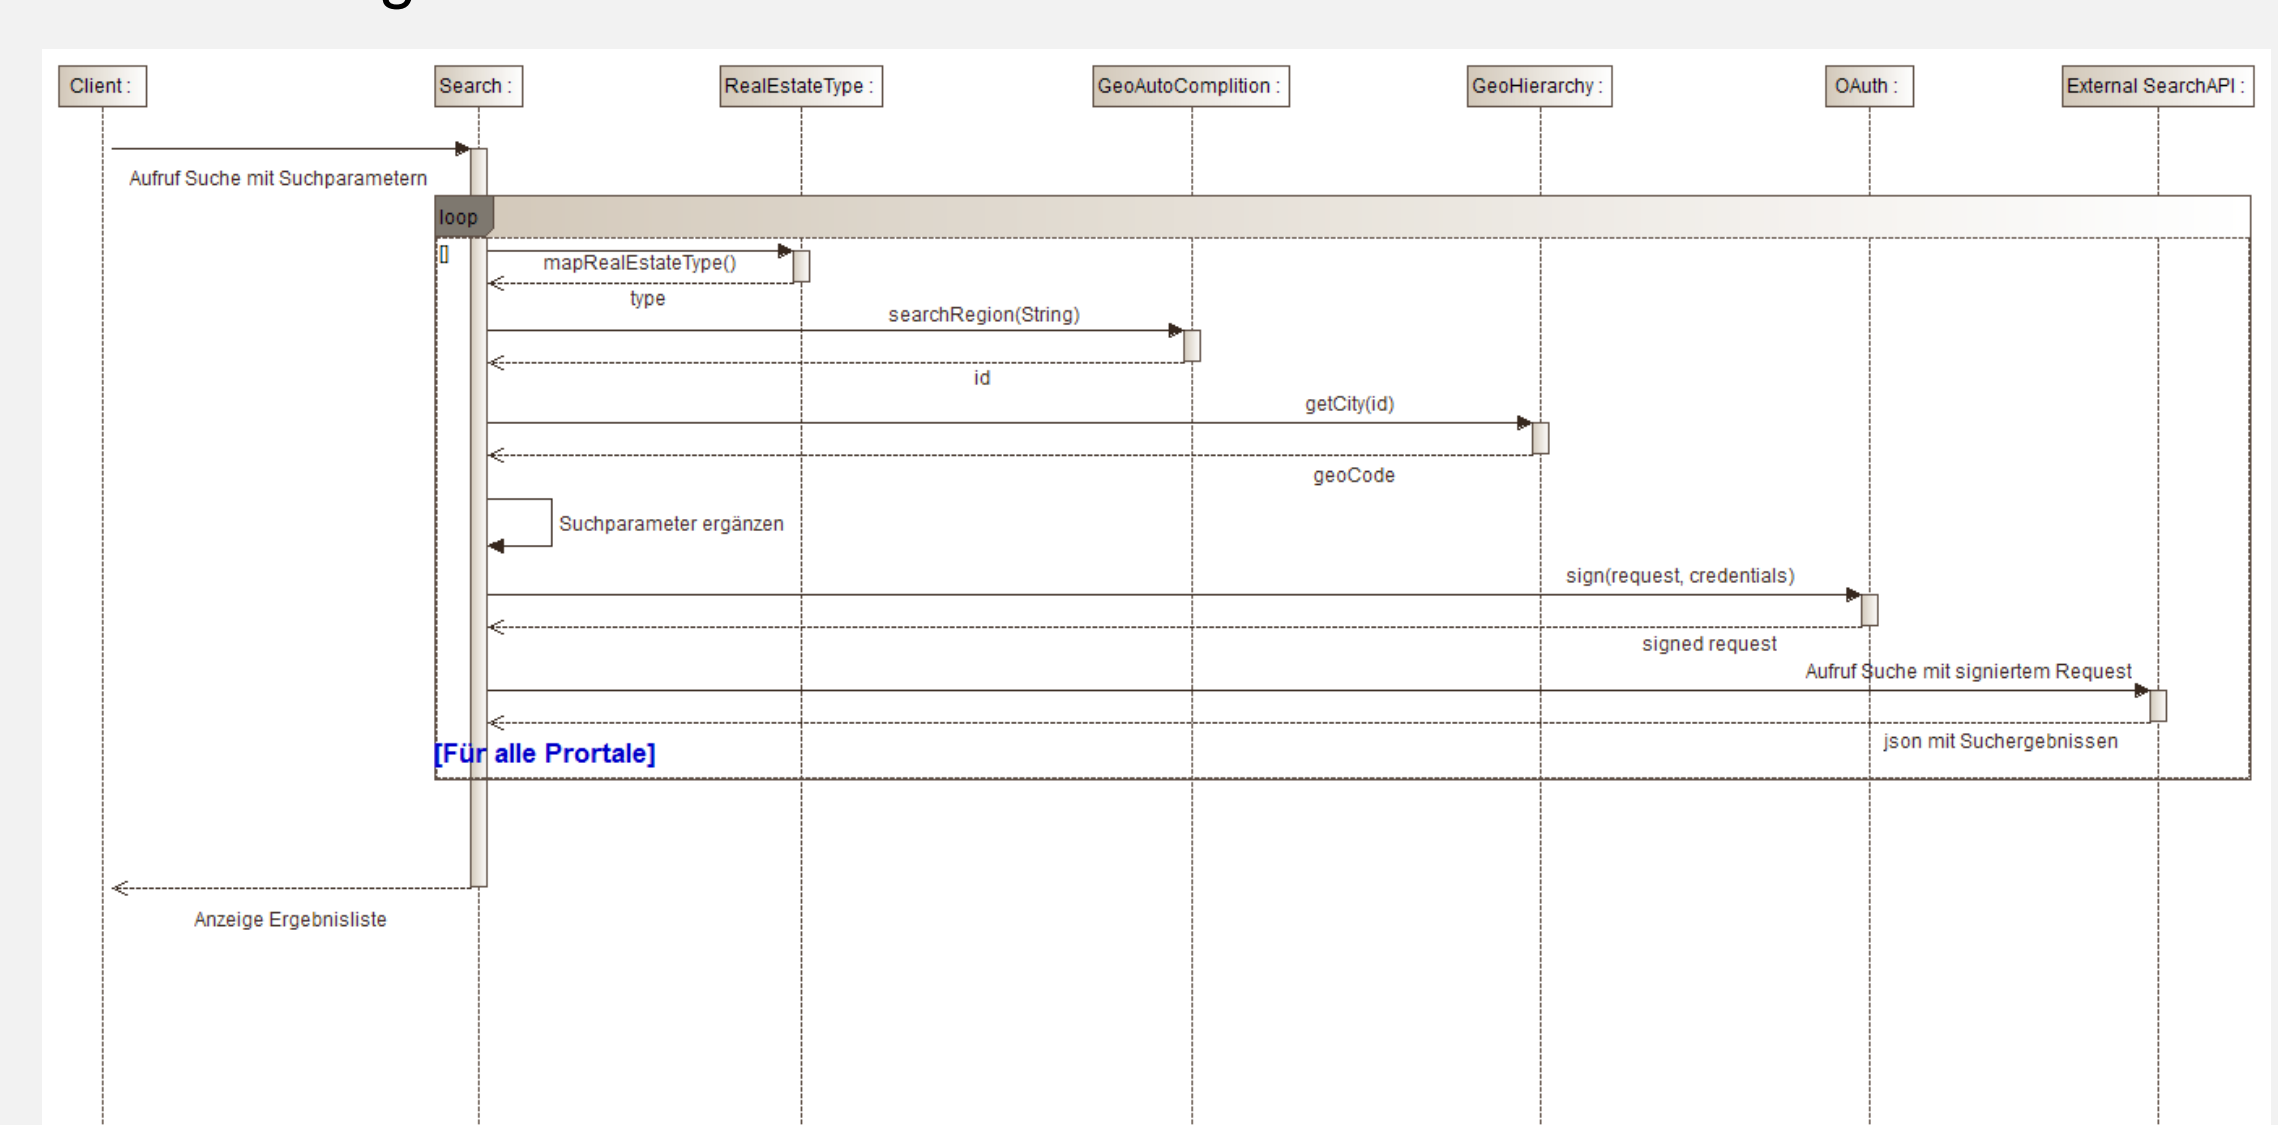 g
Client :
Search :
RealEstateType :
GeoAutoComplition :
GeoHierarchy :
OAuth :
External SearchAPI :
Aufruf Suche mit Suchparametern
loop
[]
mapRealEstateType()
type
searchRegion(String)
id
getCity(id)
geoCode
Suchparameter ergänzen
sign(request, credentials)
signed request
Aufruf Suche mit signiertem Request
json mit Suchergebnissen
[Für alle Prortale]
Anzeige Ergebnisliste